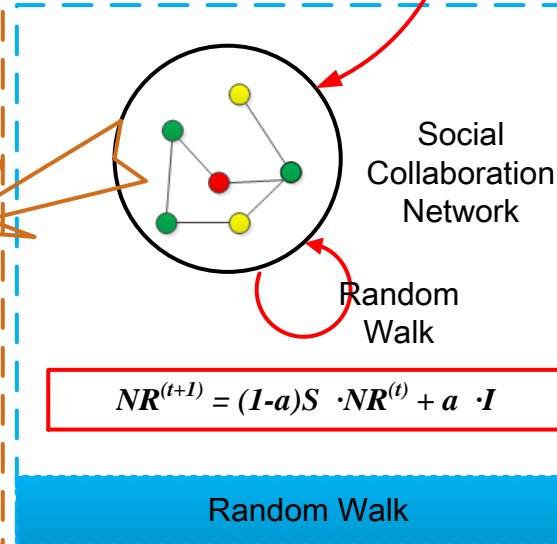 Social
Collaboration
Network
Random
Walk
NR^(t+1) = (1-a)S ·NR^(t) + a ·I
Random Walk